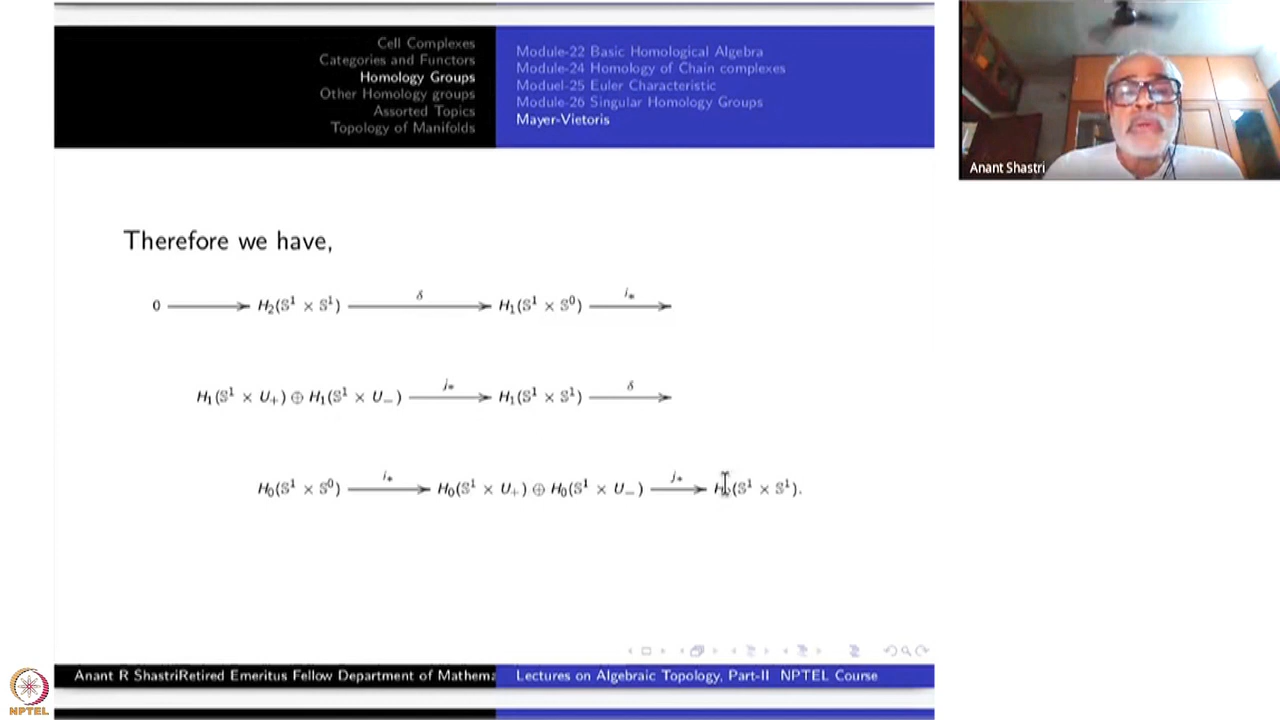 Cell Complexes
Categories and Functors
Homology Groups
Other Homology groups
Assorted Topics
Topology of Manifolds
Module-22 Basic Homological Algebra
Module-24 Homology of Chain complexes
Moduel-25 Euler Characteristic
Module-26 Singular Homology Groups
Mayer-Vietoris
Anant Shastri
Therefore we have,
0 ⟶ H₂(𝕊¹ × 𝕊¹) ⟶ δ H₁(𝕊¹ × 𝕊⁰) ⟶ i∗
H₁(𝕊¹ × U₊) ⊕ H₁(𝕊¹ × U₋) ⟶ j∗ H₁(𝕊¹ × 𝕊¹) ⟶ δ
H₀(𝕊¹ × 𝕊⁰) ⟶ i∗ H₀(𝕊¹ × U₊) ⊕ H₀(𝕊¹ × U₋) ⟶ j∗ H(𝕊¹ × 𝕊¹).
Anant R ShastriRetired Emeritus Fellow Department of Mathema
Lectures on Algebraic Topology, Part-II NPTEL Course
NPTEL